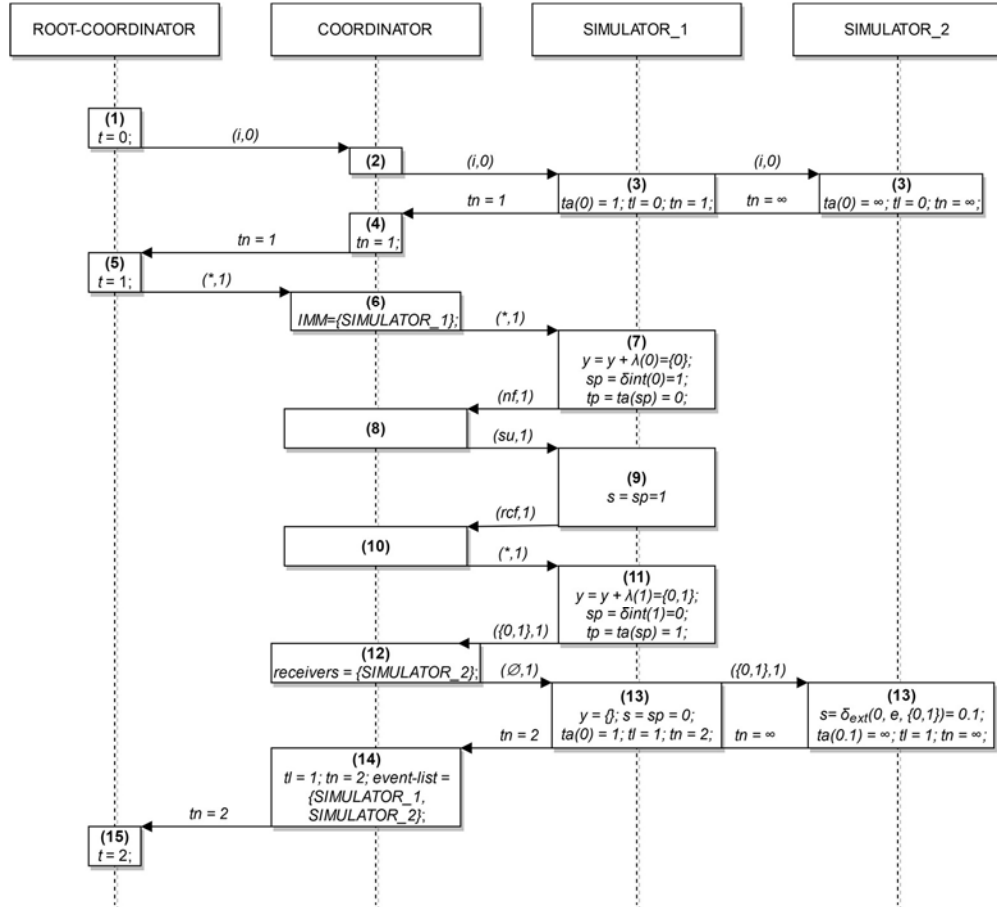 ROOT-COORDINATOR
COORDINATOR
SIMULATOR_1
SIMULATOR_2
(1)
t = 0;
(i,0)
(2)
(i,0)
(i,0)
(3)
ta(0) = 1; tl = 0; tn = 1;
(3)
ta(0) = ∞; tl = 0; tn = ∞;
tn = 1
tn = ∞
(4)
tn = 1;
tn = 1
(5)
t = 1;
(*,1)
(6)
IMM={SIMULATOR_1};
(*,1)
(7)
y = y + λ(0)={0};
sp = δint(0)=1;
tp = ta(sp) = 0;
(nf,1)
(8)
(su,1)
(9)
s = sp=1
(rcf,1)
(10)
(*,1)
(11)
y = y + λ(1)={0,1};
sp = δint(1)=0;
tp = ta(sp) = 1;
({0,1},1)
(12)
receivers = {SIMULATOR_2};
(∅,1)
({0,1},1)
(13)
y = {}; s = sp = 0;
ta(0) = 1; tl = 1; tn = 2;
(13)
s= δext(0, e, {0,1})= 0.1;
ta(0.1) = ∞; tl = 1; tn = ∞;
tn = 2
tn = ∞
(14)
tl = 1; tn = 2; event-list =
{SIMULATOR_1,
SIMULATOR_2};
tn = 2
(15)
t = 2;